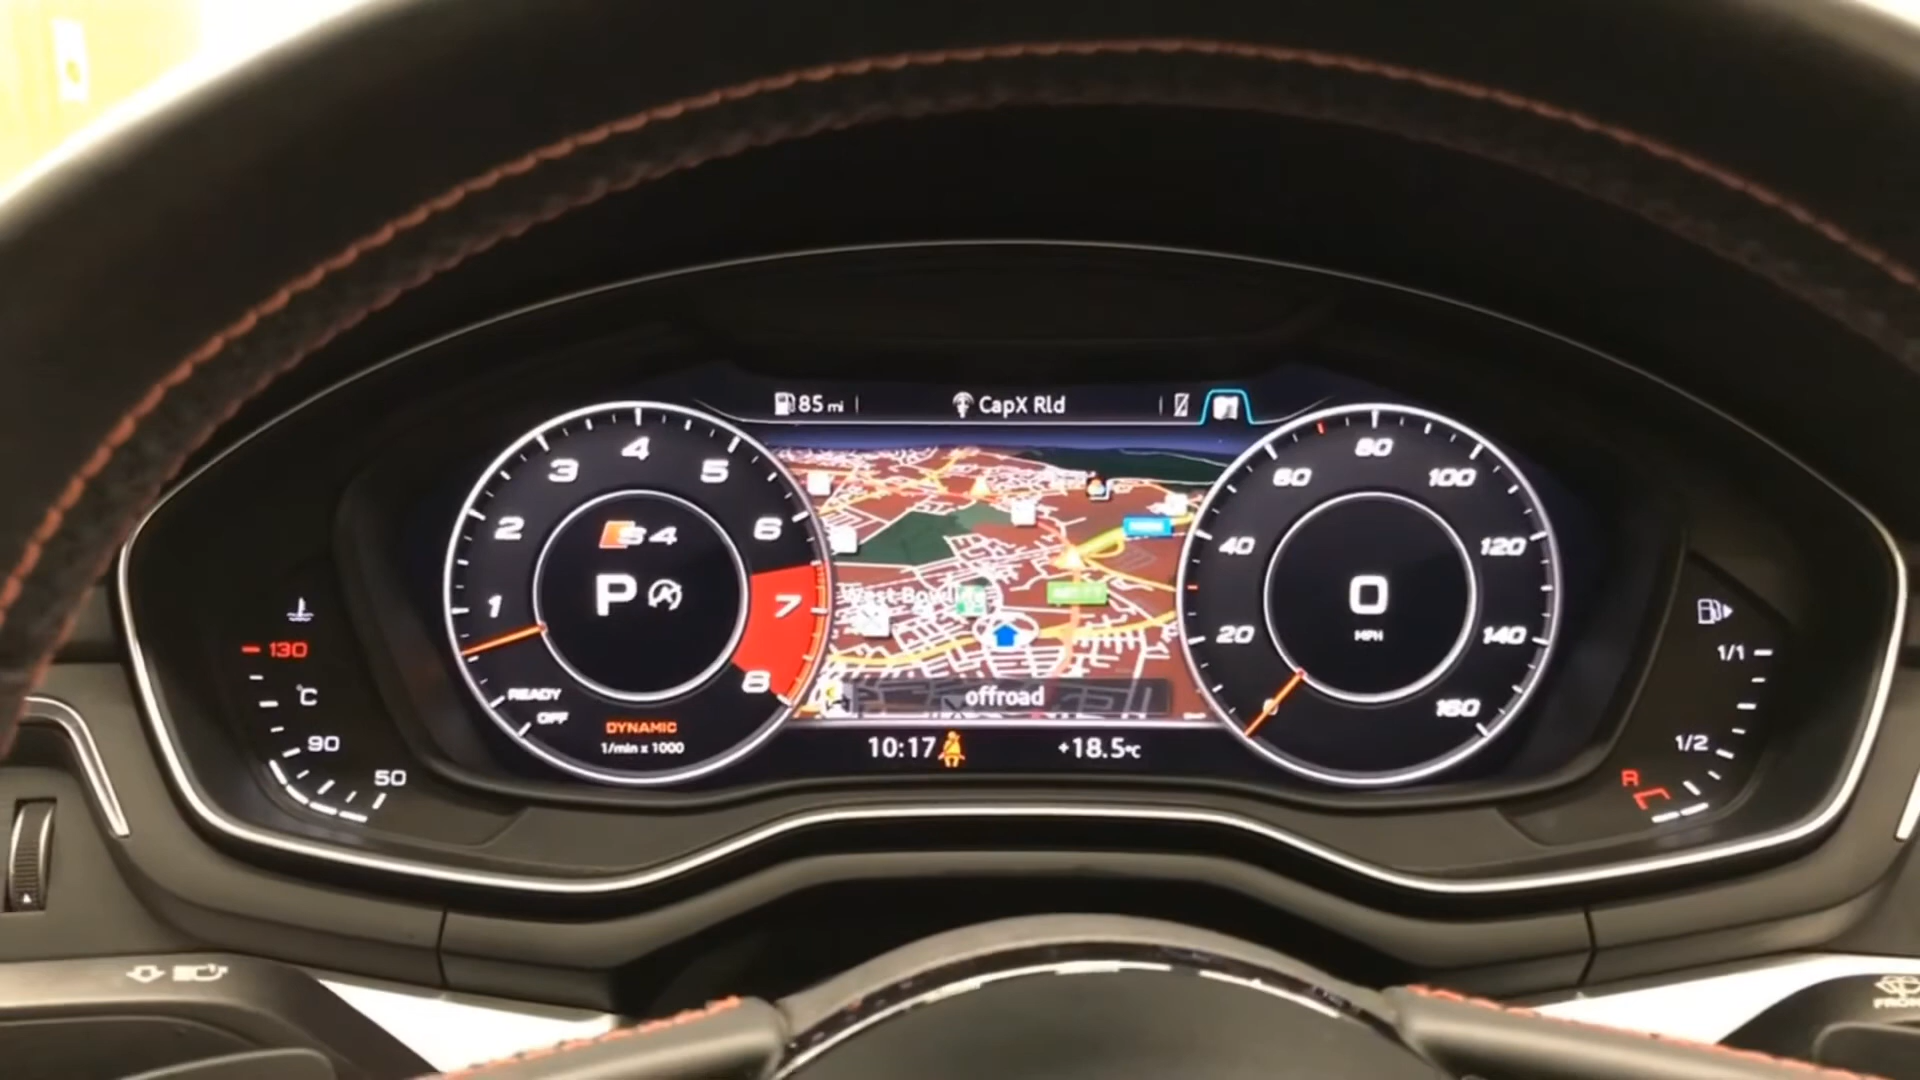 85 mi
CapX Rld
3
4
5
2
6
1
7
8
S4
P
READY
OFF
DYNAMIC
1/min x 1000
West Bowling
offroad
10:17
+18.5°C
60
80
100
40
120
20
140
160
0
MPH
130
°C
90
50
1/1
1/2
R